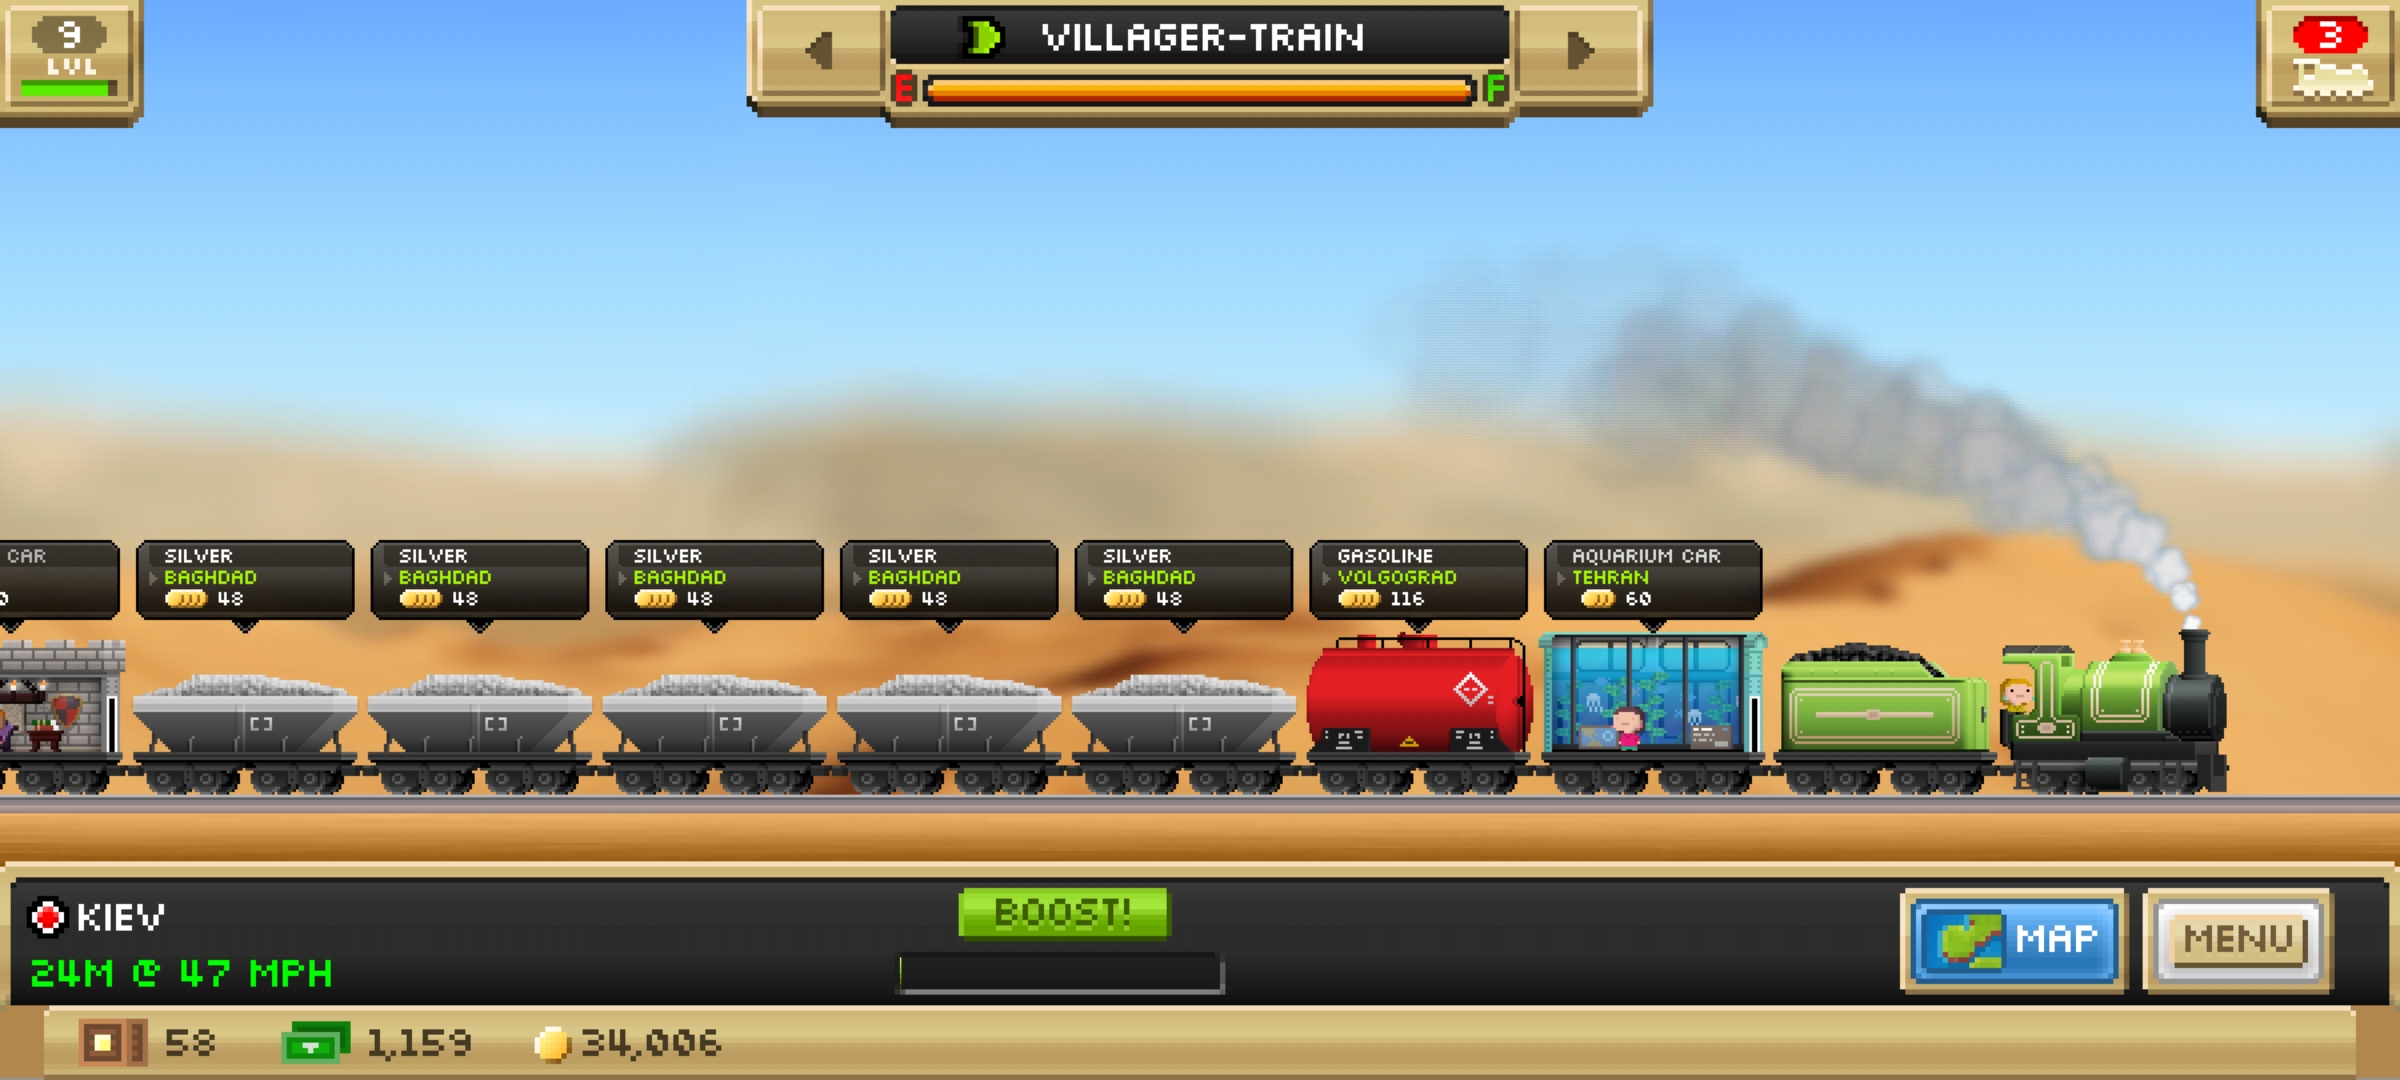 9
LVL
VILLAGER-TRAIN
E F
3
CAR
SILVER
BAGHDAD
48
SILVER
BAGHDAD
48
SILVER
BAGHDAD
48
SILVER
BAGHDAD
48
SILVER
BAGHDAD
48
GASOLINE
VOLGOGRAD
116
AQUARIUM CAR
TEHRAN
60
KIEV
24M @ 47 MPH
BOOST!
MAP
MENU
58
1,159
34,006